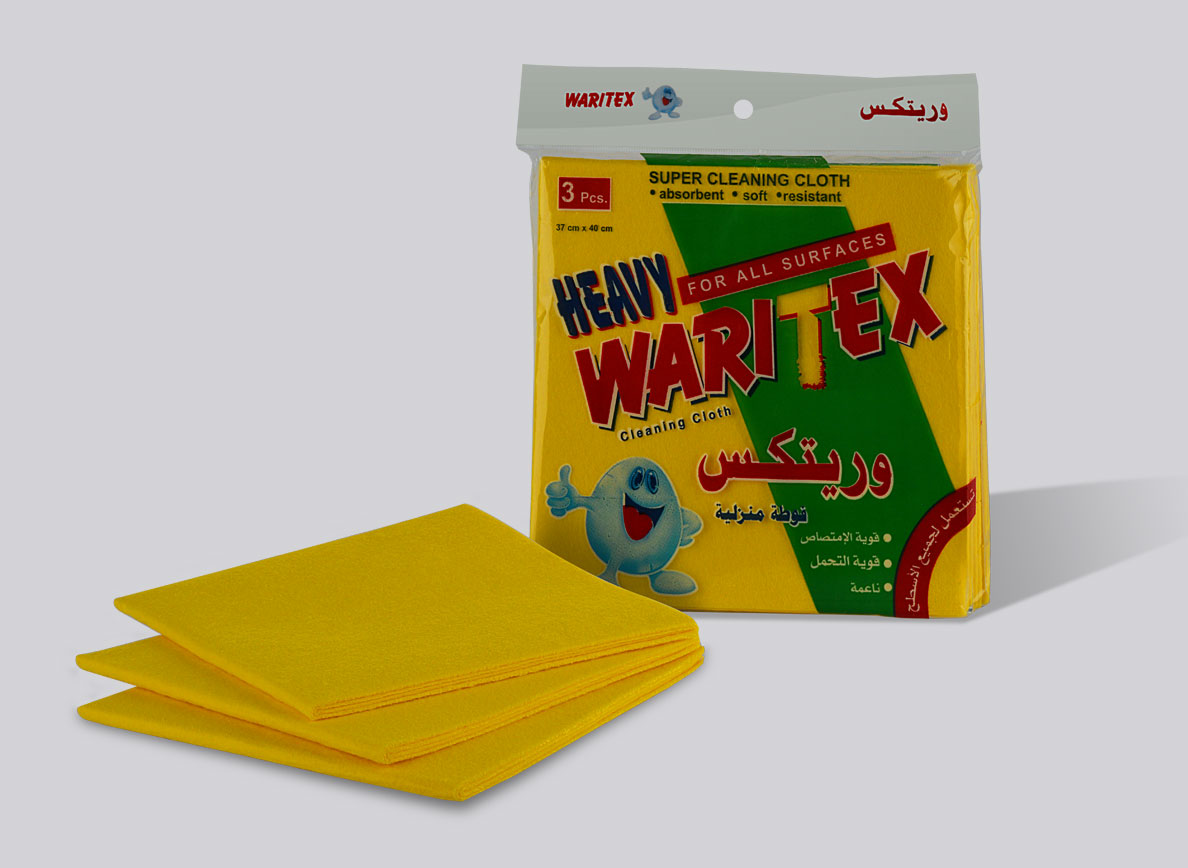 WARITEX
وريتكس
SUPER CLEANING CLOTH
• absorbent • soft • resistant
3 Pcs.
37 cm x 40 cm
FOR ALL SURFACES
HEAVY
WARITEX
Cleaning Cloth
وريتكس
فوطة منزلية
قوية الإمتصاص •
قوية التحمل •
ناعمة •
تستعمل لجميع الأسطح